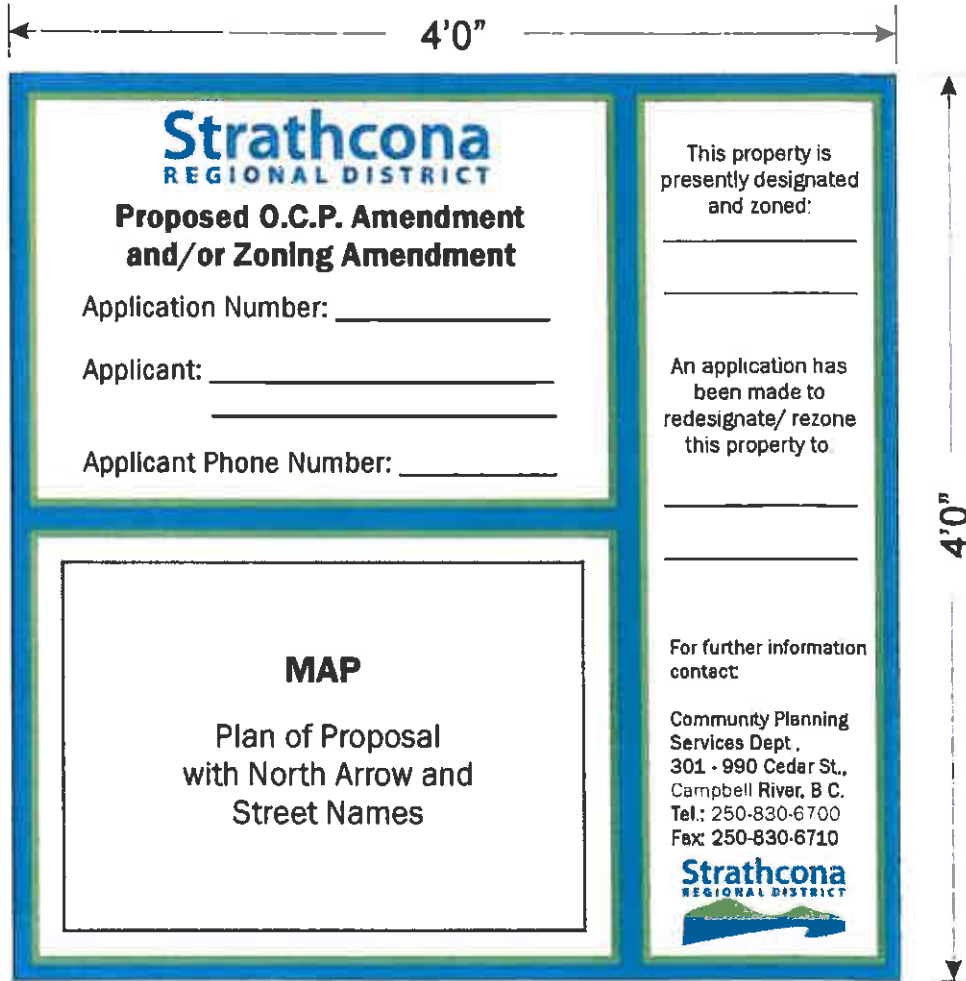 4'0"
Strathcona
REGIONAL DISTRICT
Proposed O.C.P. Amendment
and/or Zoning Amendment
Application Number:
Applicant:
Applicant Phone Number:
MAP
Plan of Proposal
with North Arrow and
Street Names
This property is
presently designated
and zoned:
An application has
been made to
redesignate/ rezone
this property to
For further information
contact:
Community Planning
Services Dept.,
301 - 990 Cedar St.,
Campbell River, B C.
Tel.: 250-830-6700
Fax: 250-830-6710
Strathcona
REGIONAL DISTRICT
4'0"